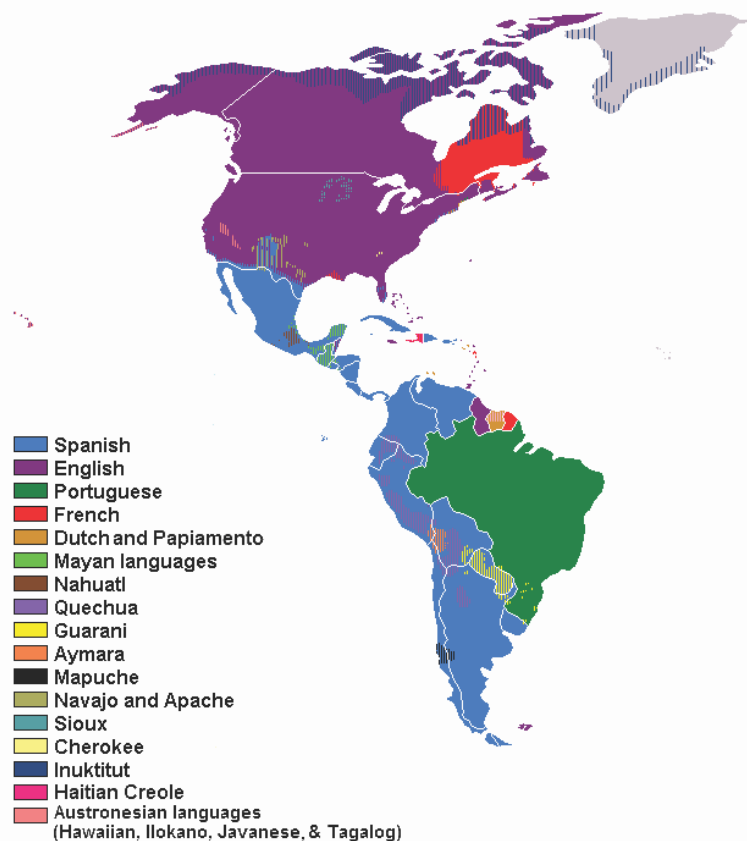 Spanish
English
Portuguese
French
Dutch and Papiamento
Mayan languages
Nahuatl
Quechua
Guarani
Aymara
Mapuche
Navajo and Apache
Sioux
Cherokee
Inuktitut
Haitian Creole
Austronesian languages
(Hawaiian, Ilokano, Javanese, & Tagalog)